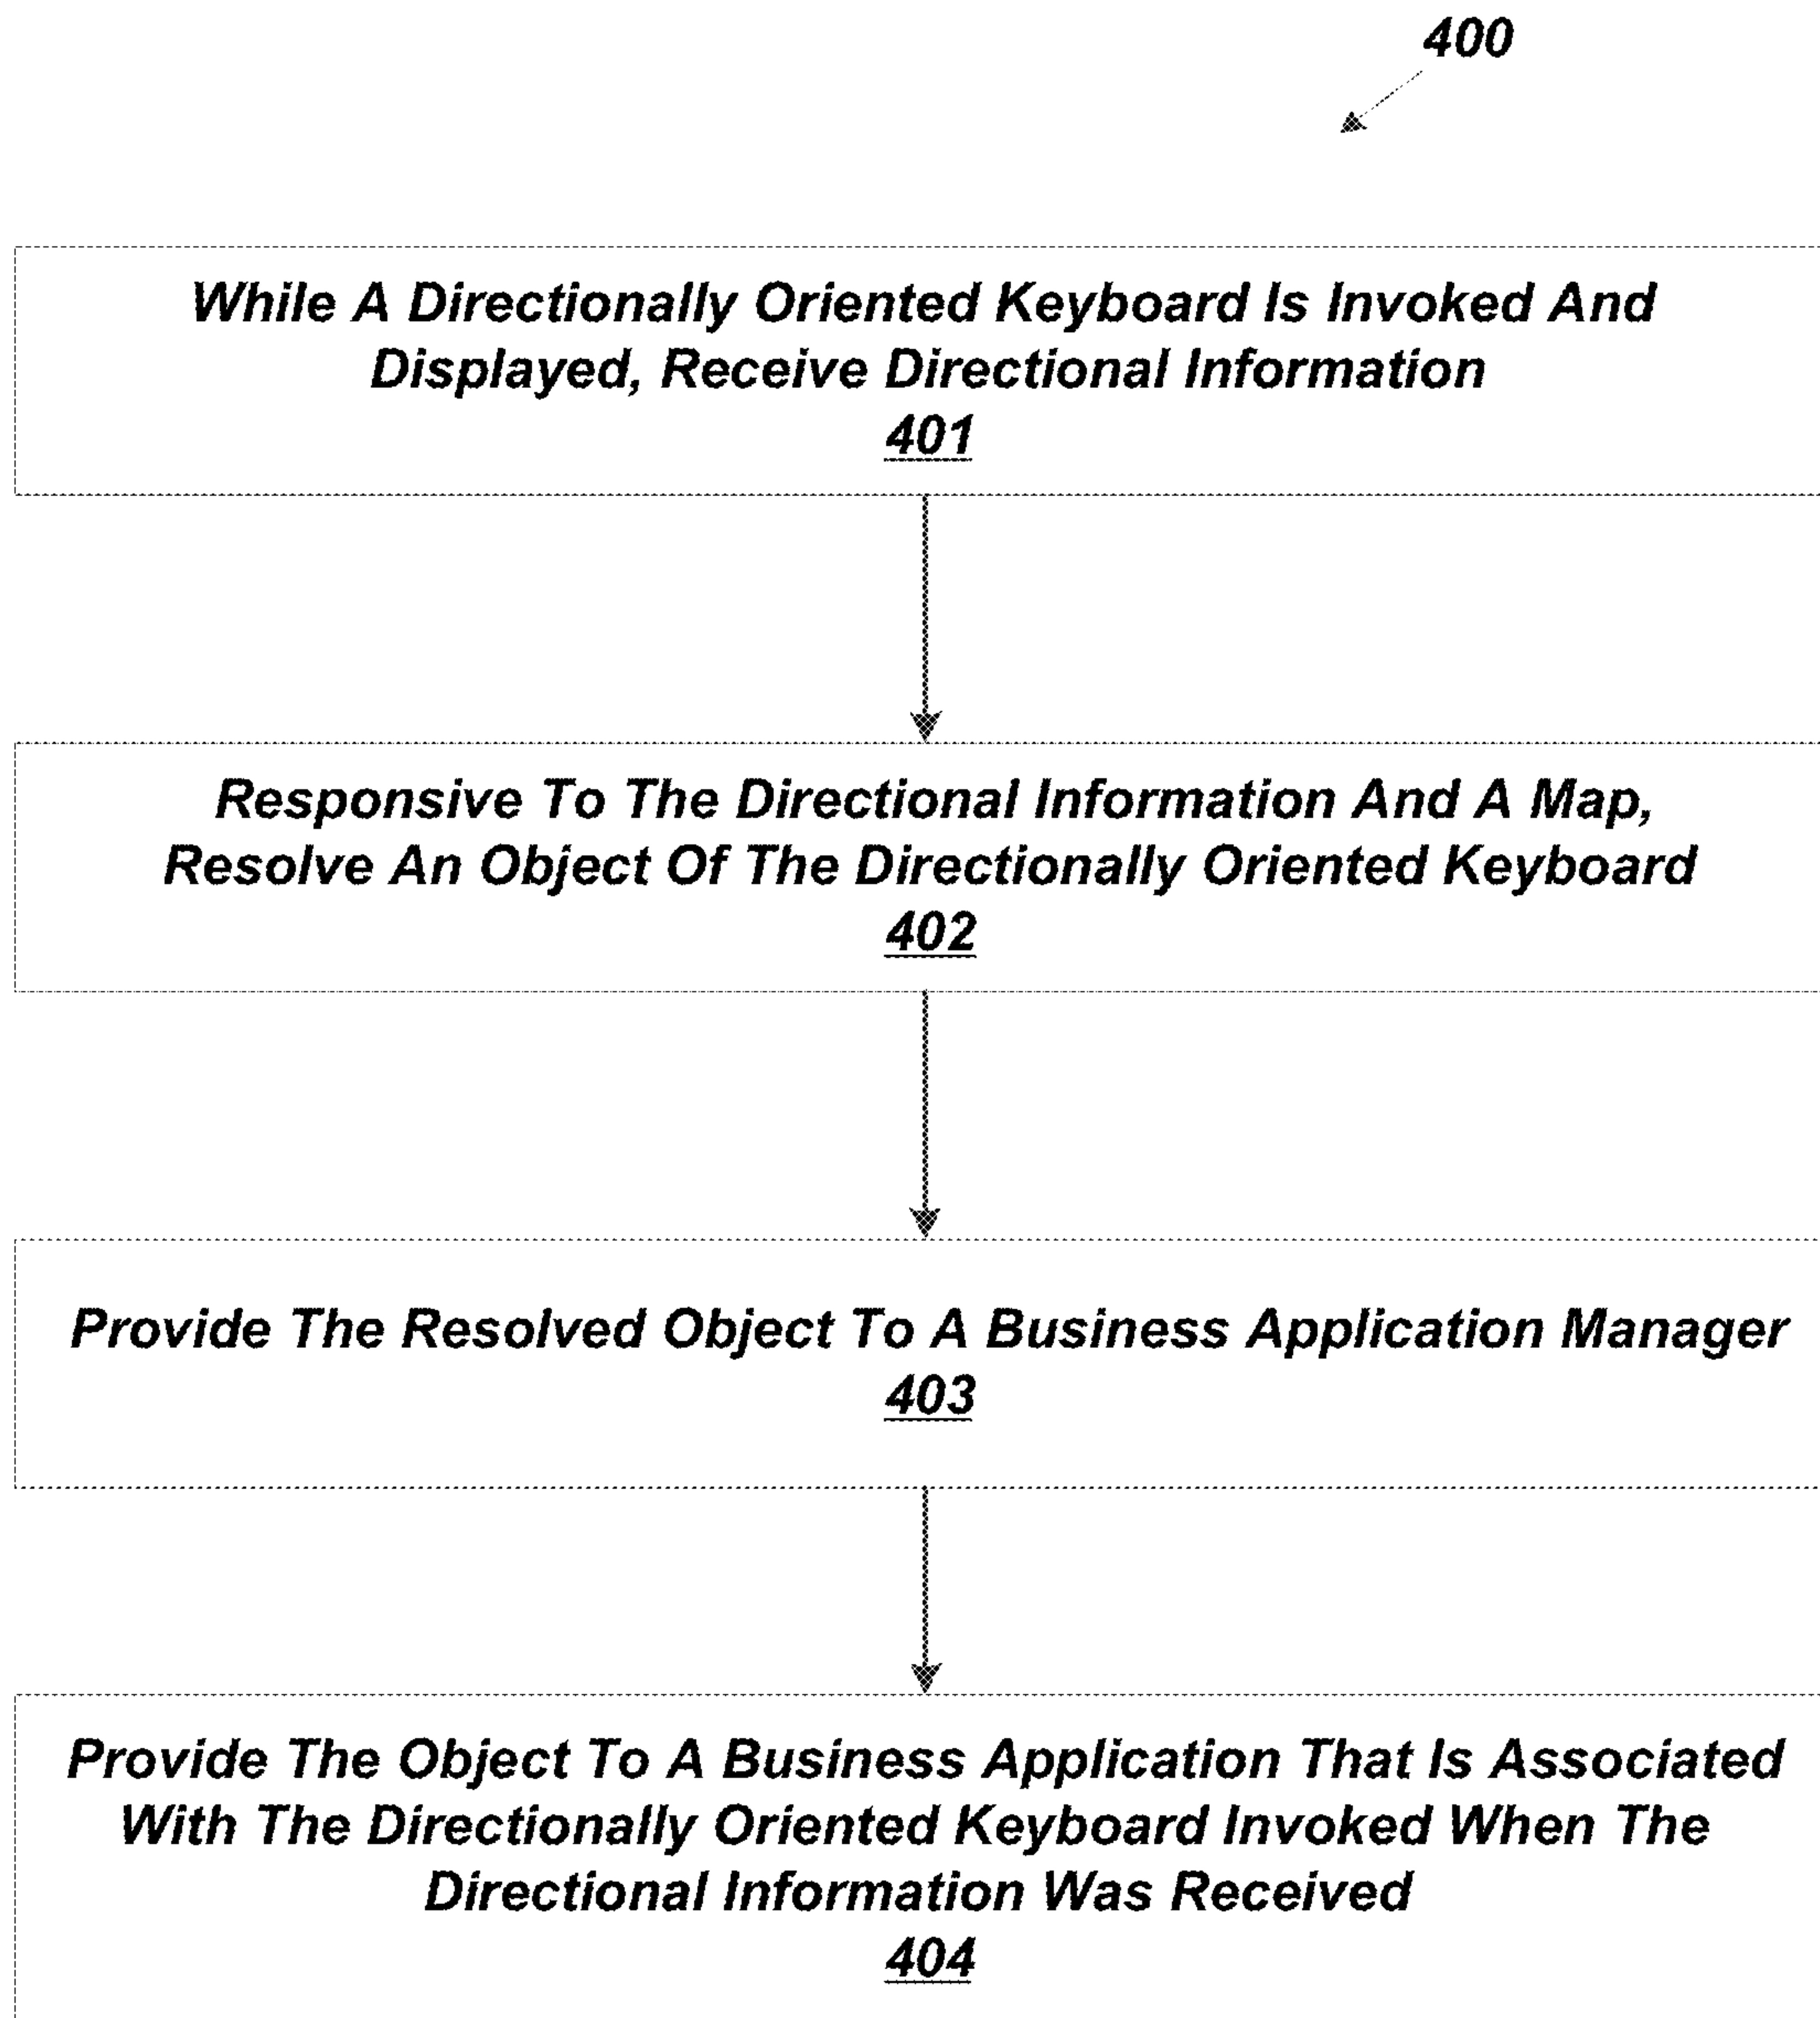 400
While A Directionally Oriented Keyboard Is Invoked And
Displayed, Receive Directional Information
401
Responsive To The Directional Information And A Map,
Resolve An Object Of The Directionally Oriented Keyboard
402
Provide The Resolved Object To A Business Application Manager
403
Provide The Object To A Business Application That Is Associated
With The Directionally Oriented Keyboard Invoked When The
Directional Information Was Received
404